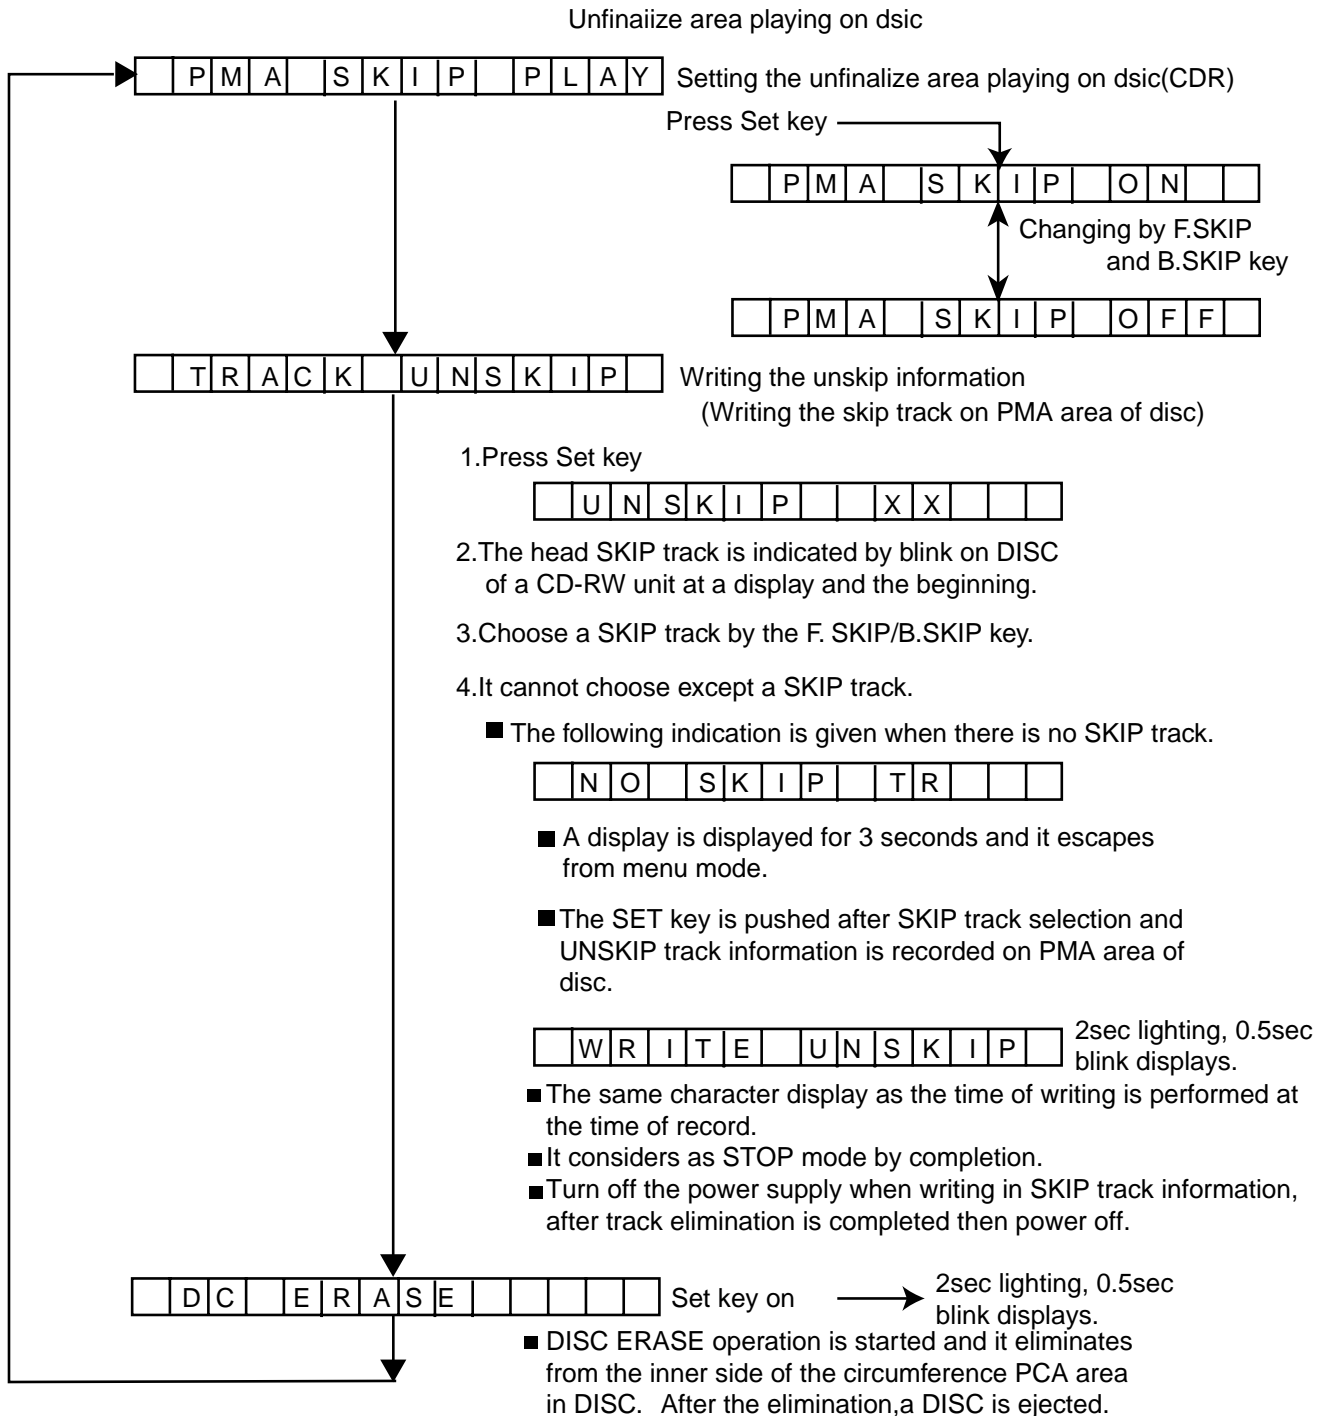 Unfinaiize area playing on dsic
PMA SKIP PLAY Setting the unfinalize area playing on dsic(CDR)
Press Set key
PMA SKIP ON
Changing by F.SKIP
and B.SKIP key
PMA SKIP OFF
TRACK UNSKIP Writing the unskip information
(Writing the skip track on PMA area of disc)
1.Press Set key
UNSKIP XX
2.The head SKIP track is indicated by blink on DISC
of a CD-RW unit at a display and the beginning.
3.Choose a SKIP track by the F. SKIP/B.SKIP key.
4.It cannot choose except a SKIP track.
■ The following indication is given when there is no SKIP track.
NO SKIP TR
■ A display is displayed for 3 seconds and it escapes
from menu mode.
■ The SET key is pushed after SKIP track selection and
UNSKIP track information is recorded on PMA area of
disc.
WRITE UNSKIP 2sec lighting, 0.5sec
blink displays.
■ The same character display as the time of writing is performed at
the time of record.
■ It considers as STOP mode by completion.
■ Turn off the power supply when writing in SKIP track information,
after track elimination is completed then power off.
DC ERASE Set key on 2sec lighting, 0.5sec
blink displays.
■ DISC ERASE operation is started and it eliminates
from the inner side of the circumference PCA area
in DISC. After the elimination,a DISC is ejected.